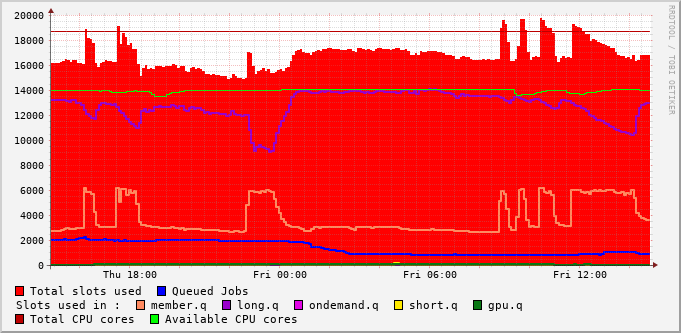 20000
18000
16000
14000
12000
10000
8000
6000
4000
2000
0
Thu 18:00 Fri 00:00 Fri 06:00 Fri 12:00
Total slots used Queued Jobs
Slots used in : member.q long.q ondemand.q short.q gpu.q
Total CPU cores Available CPU cores
RRDTOOL / TOBI OETIKER